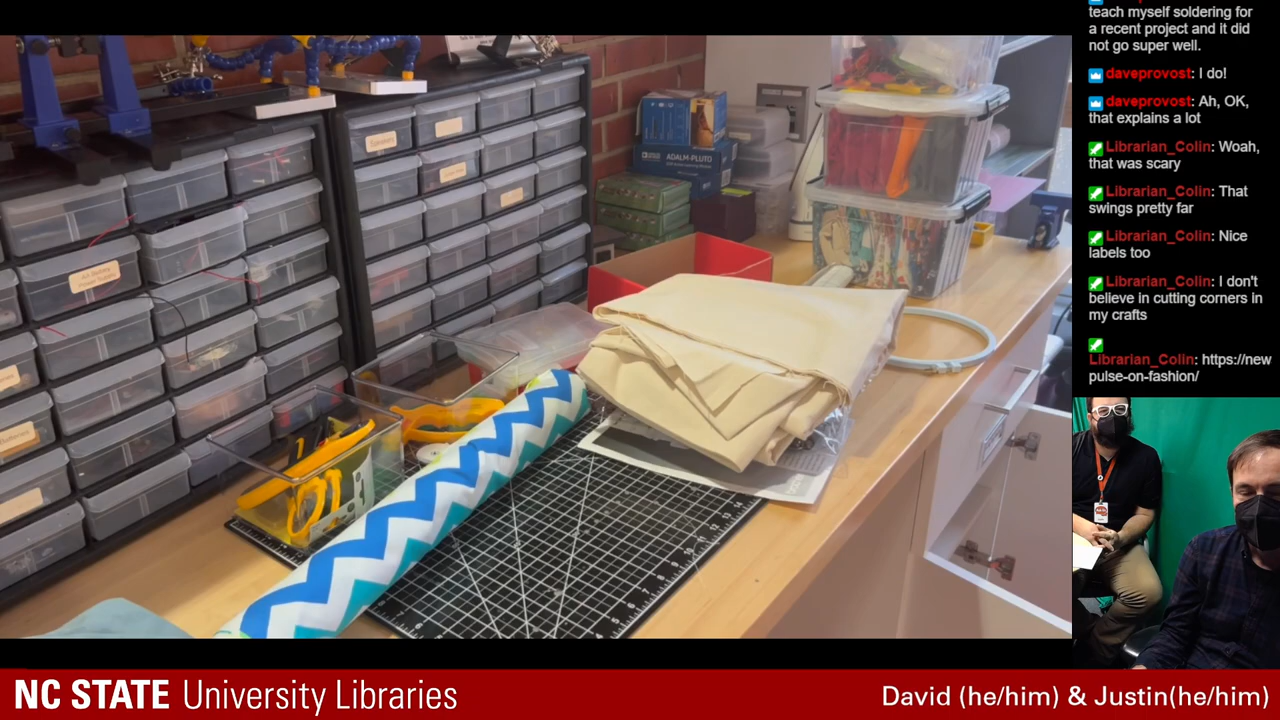 teach myself soldering for
a recent project and it did
not go super well.
daveprovost: I do!
daveprovost: Ah, OK,
that explains a lot
Librarian_Colin: Woah,
that was scary
Librarian_Colin: That
swings pretty far
Librarian_Colin: Nice
labels too
Librarian_Colin: I don't
believe in cutting corners in
my crafts
Librarian_Colin: https://new
pulse-on-fashion/
ADALM-PLUTO
NC STATE University Libraries
David (he/him) & Justin(he/him)